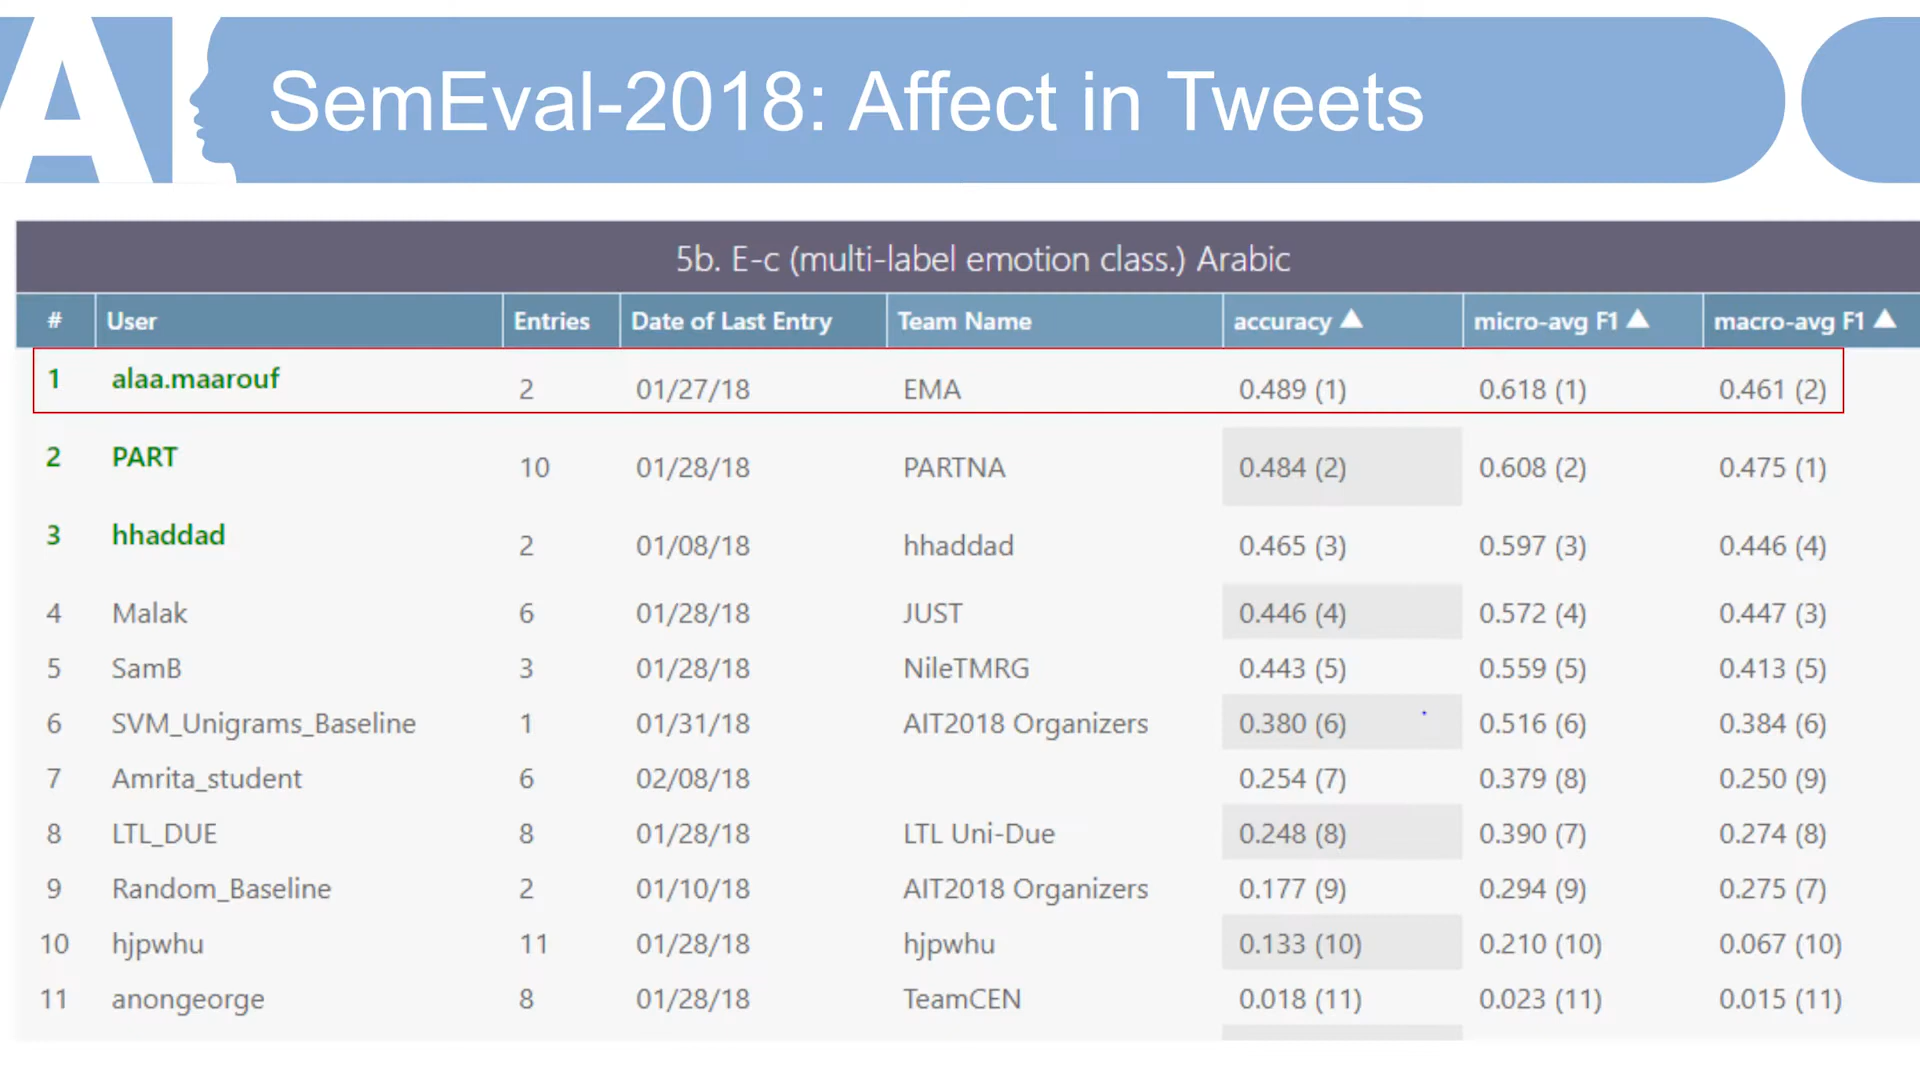 A
SemEval-2018: Affect in Tweets
5b. E-c (multi-label emotion class.) Arabic
# User Entries Date of Last Entry Team Name accuracy ▲ micro-avg F1 ▲ macro-avg F1 ▲
1 alaa.maarouf 2 01/27/18 EMA 0.489 (1) 0.618 (1) 0.461 (2)
2 PART 10 01/28/18 PARTNA 0.484 (2) 0.608 (2) 0.475 (1)
3 hhaddad 2 01/08/18 hhaddad 0.465 (3) 0.597 (3) 0.446 (4)
4 Malak 6 01/28/18 JUST 0.446 (4) 0.572 (4) 0.447 (3)
5 SamB 3 01/28/18 NileTMRG 0.443 (5) 0.559 (5) 0.413 (5)
6 SVM_Unigrams_Baseline 1 01/31/18 AIT2018 Organizers 0.380 (6) 0.516 (6) 0.384 (6)
7 Amrita_student 6 02/08/18 0.254 (7) 0.379 (8) 0.250 (9)
8 LTL_DUE 8 01/28/18 LTL Uni-Due 0.248 (8) 0.390 (7) 0.274 (8)
9 Random_Baseline 2 01/10/18 AIT2018 Organizers 0.177 (9) 0.294 (9) 0.275 (7)
10 hjpwhu 11 01/28/18 hjpwhu 0.133 (10) 0.210 (10) 0.067 (10)
11 anongeorge 8 01/28/18 TeamCEN 0.018 (11) 0.023 (11) 0.015 (11)